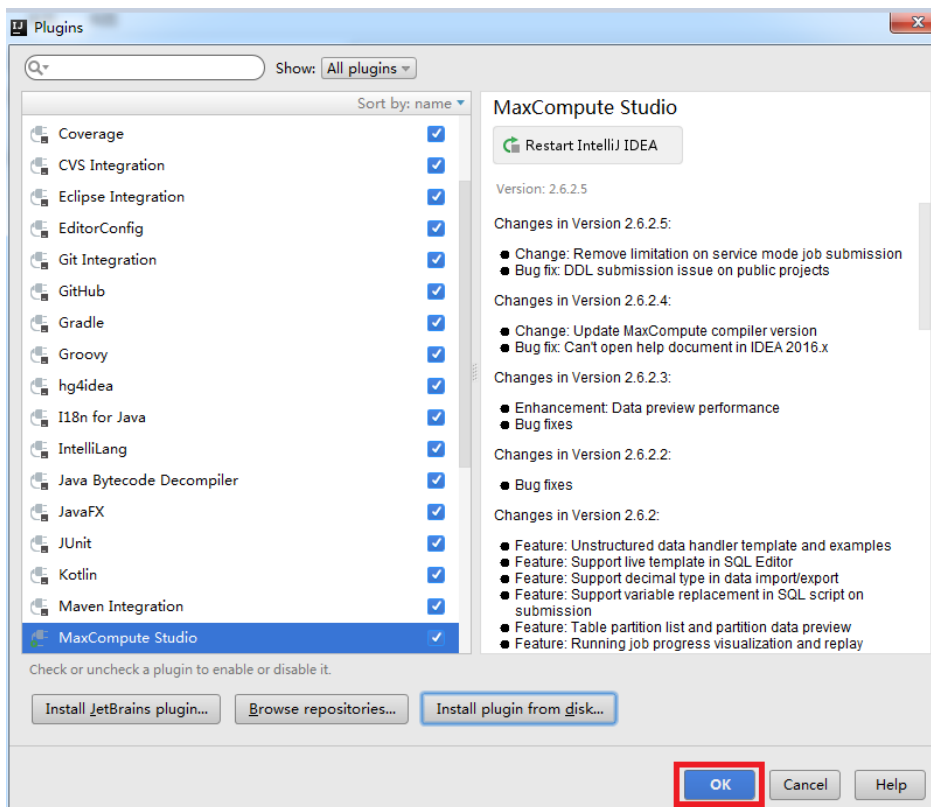 Plugins
Show: All plugins
Sort by: name
Coverage
CVS Integration
Eclipse Integration
EditorConfig
Git Integration
GitHub
Gradle
Groovy
hg4idea
I18n for Java
IntelliLang
Java Bytecode Decompiler
JavaFX
JUnit
Kotlin
Maven Integration
MaxCompute Studio
Check or uncheck a plugin to enable or disable it.
Install JetBrains plugin...
Browse repositories...
Install plugin from disk...
MaxCompute Studio
Restart IntelliJ IDEA
Version: 2.6.2.5
Changes in Version 2.6.2.5:
● Change: Remove limitation on service mode job submission
● Bug fix: DDL submission issue on public projects
Changes in Version 2.6.2.4:
● Change: Update MaxCompute compiler version
● Bug fix: Can't open help document in IDEA 2016.x
Changes in Version 2.6.2.3:
● Enhancement: Data preview performance
● Bug fixes
Changes in Version 2.6.2.2:
● Bug fixes
Changes in Version 2.6.2:
● Feature: Unstructured data handler template and examples
● Feature: Support live template in SQL Editor
● Feature: Support decimal type in data import/export
● Feature: Support variable replacement in SQL script on
submission
● Feature: Table partition list and partition data preview
● Feature: Running job progress visualization and replay
OK
Cancel
Help